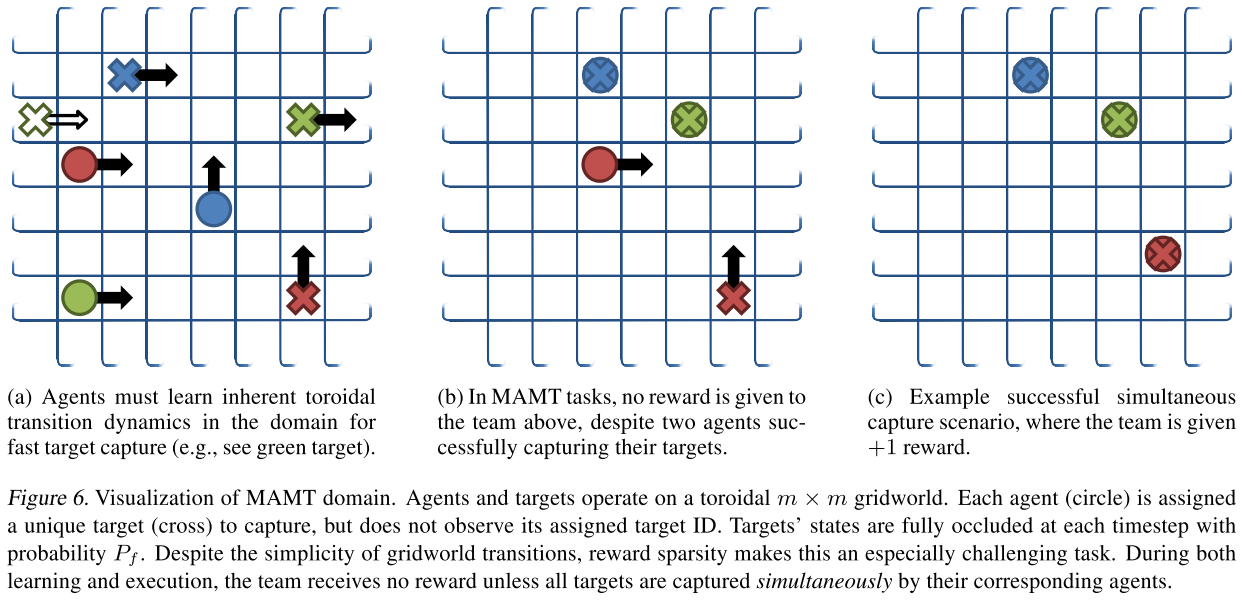 (a) Agents must learn inherent toroidal
transition dynamics in the domain for
fast target capture (e.g., see green target).
(b) In MAMT tasks, no reward is given to
the team above, despite two agents suc-
cessfully capturing their targets.
(c) Example successful simultaneous
capture scenario, where the team is given
+1 reward.
Figure 6. Visualization of MAMT domain. Agents and targets operate on a toroidal m × m gridworld. Each agent (circle) is assigned
a unique target (cross) to capture, but does not observe its assigned target ID. Targets' states are fully occluded at each timestep with
probability P_f. Despite the simplicity of gridworld transitions, reward sparsity makes this an especially challenging task. During both
learning and execution, the team receives no reward unless all targets are captured simultaneously by their corresponding agents.